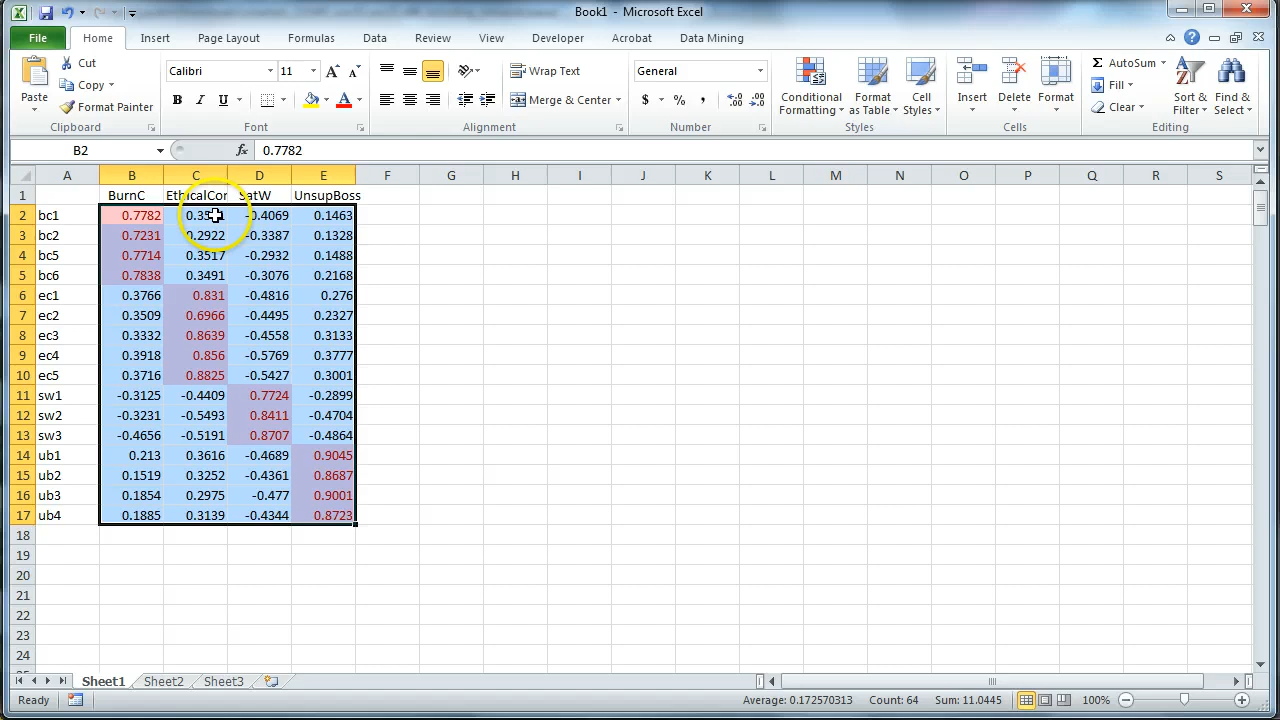 Book1 - Microsoft Excel
File Home Insert Page Layout Formulas Data Review View Developer Acrobat Data Mining
Paste Cut Copy Format Painter Clipboard
Calibri 11 B I U A Font
Wrap Text Merge & Center Alignment
General $ % , Number
Conditional Formatting Format as Table Cell Styles Styles
Insert Delete Format Cells
Σ AutoSum Fill Clear Sort & Filter Find & Select Editing
B2 fx 0.7782
A B C D E F G H I J K L M N O P Q R S
1 BurnC EthicalCor SatW UnsupBoss
2 bc1 0.7782 -0.4069 0.1463
3 bc2 0.7231 0.2922 -0.3387 0.1328
4 bc5 0.7714 0.3517 -0.2932 0.1488
5 bc6 0.7838 0.3491 -0.3076 0.2168
6 ec1 0.3766 0.831 -0.4816 0.276
7 ec2 0.3509 0.6966 -0.4495 0.2327
8 ec3 0.3332 0.8639 -0.4558 0.3133
9 ec4 0.3918 0.856 -0.5769 0.3777
10 ec5 0.3716 0.8825 -0.5427 0.3001
11 sw1 -0.3125 -0.4409 0.7724 -0.2899
12 sw2 -0.3231 -0.5493 0.8411 -0.4704
13 sw3 -0.4656 -0.5191 0.8707 -0.4864
14 ub1 0.213 0.3616 -0.4689 0.9045
15 ub2 0.1519 0.3252 -0.4361 0.8687
16 ub3 0.1854 0.2975 -0.477 0.9001
17 ub4 0.1885 0.3139 -0.4344 0.8723
18
19
20
21
22
23
24
Sheet1 Sheet2 Sheet3
Ready Average: 0.172570313 Count: 64 Sum: 11.0445 100%